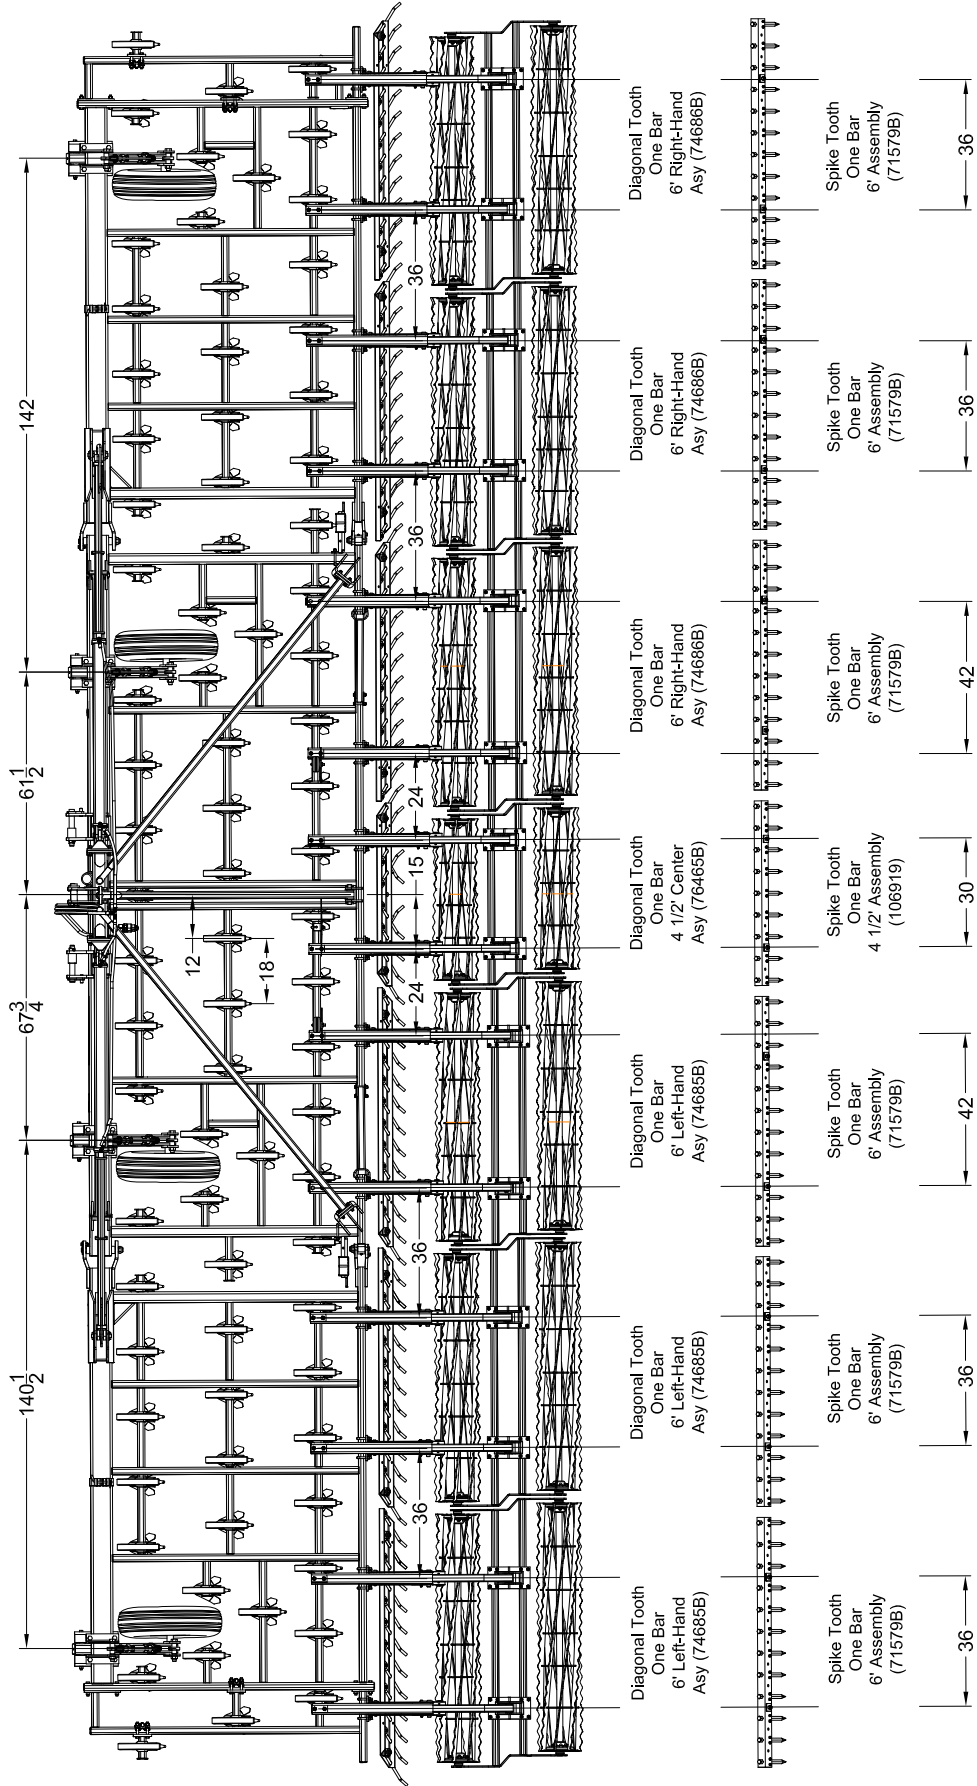 140 1/2
67 3/4
61 1/2
142
12
18
36
36
24
15
24
36
36
Diagonal Tooth
One Bar
6' Left-Hand
Asy (74685B)
Diagonal Tooth
One Bar
6' Left-Hand
Asy (74685B)
Diagonal Tooth
One Bar
6' Left-Hand
Asy (74685B)
Diagonal Tooth
One Bar
4 1/2' Center
Asy (76465B)
Diagonal Tooth
One Bar
6' Right-Hand
Asy (74686B)
Diagonal Tooth
One Bar
6' Right-Hand
Asy (74686B)
Diagonal Tooth
One Bar
6' Right-Hand
Asy (74686B)
Spike Tooth
One Bar
6' Assembly
(71579B)
Spike Tooth
One Bar
6' Assembly
(71579B)
Spike Tooth
One Bar
6' Assembly
(71579B)
Spike Tooth
One Bar
4 1/2' Assembly
(106919)
Spike Tooth
One Bar
6' Assembly
(71579B)
Spike Tooth
One Bar
6' Assembly
(71579B)
Spike Tooth
One Bar
6' Assembly
(71579B)
36
36
42
30
42
36
36